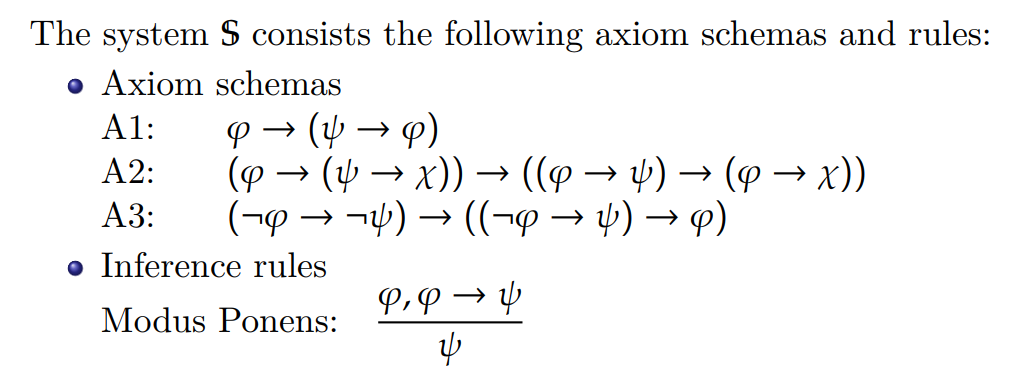 The system $ consists the following axiom schemas and rules:
• Axiom schemas
A1: φ → (ψ → φ)
A2: (φ → (ψ → χ)) → ((φ → ψ) → (φ → χ))
A3: (¬φ → ¬ψ) → ((¬φ → ψ) → φ)
• Inference rules
φ, φ → ψ
Modus Ponens:
ψ